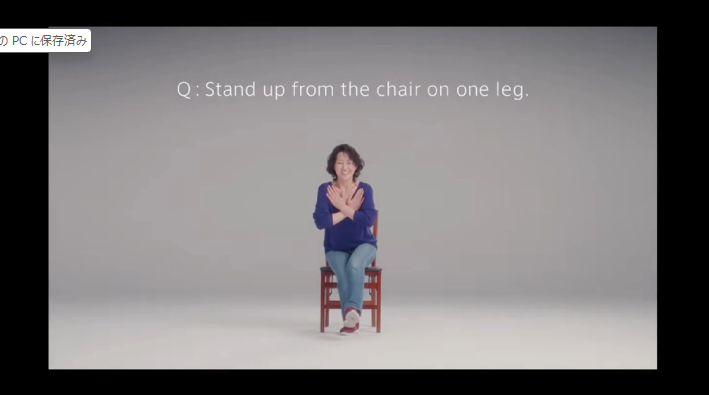 の PC に保存済み
Q : Stand up from the chair on one leg.